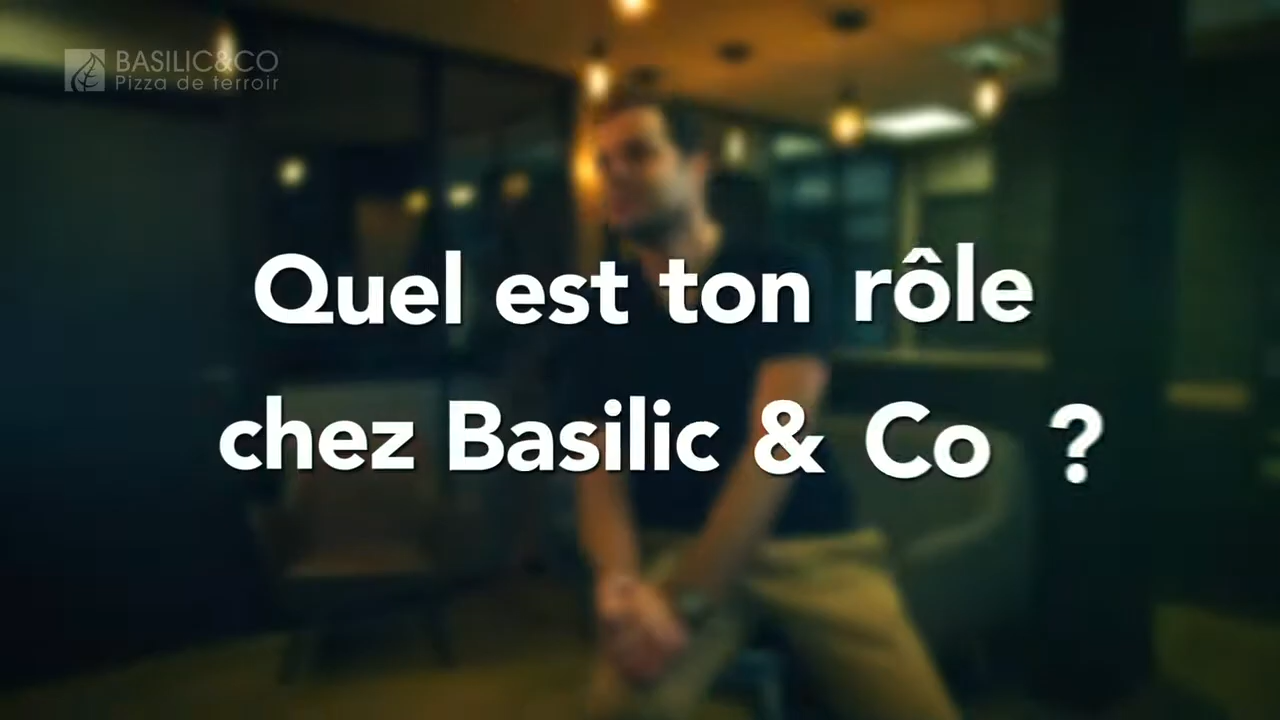 BASILIC&CO
Pizza de terroir
Quel est ton rôle
chez Basilic & Co ?